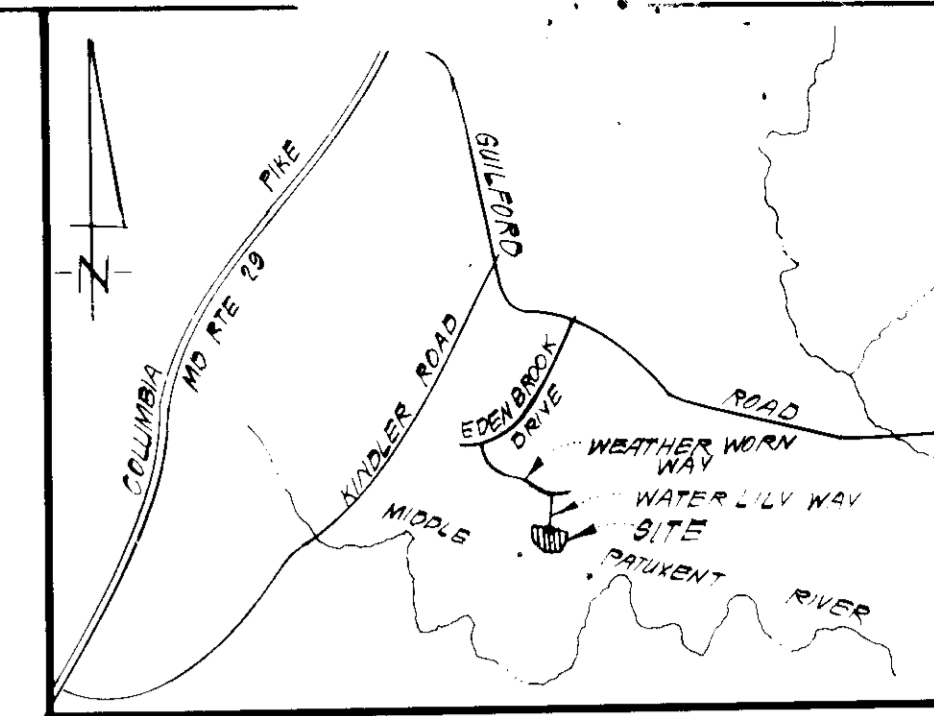 PIKE
GUILFORD
N
MD RTE 29
COLUMBIA
KINDLER ROAD
EDENBROOK
DRIVE
ROAD
WEATHER WORN
WAY
WATER LILY WAY
SITE
MIDDLE
PATUXENT
RIVER